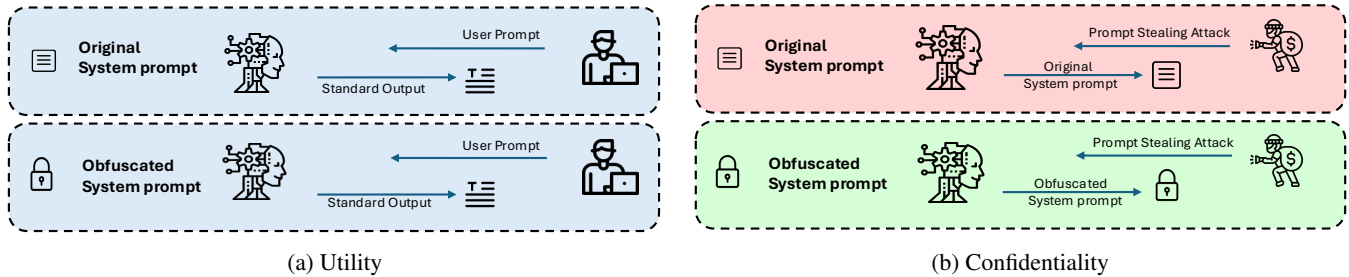 Original
System prompt
User Prompt
Standard Output
Obfuscated
System prompt
User Prompt
Standard Output
(a) Utility
Original
System prompt
Prompt Stealing Attack
Original
System prompt
$
Obfuscated
System prompt
Prompt Stealing Attack
Obfuscated
System prompt
$
(b) Confidentiality